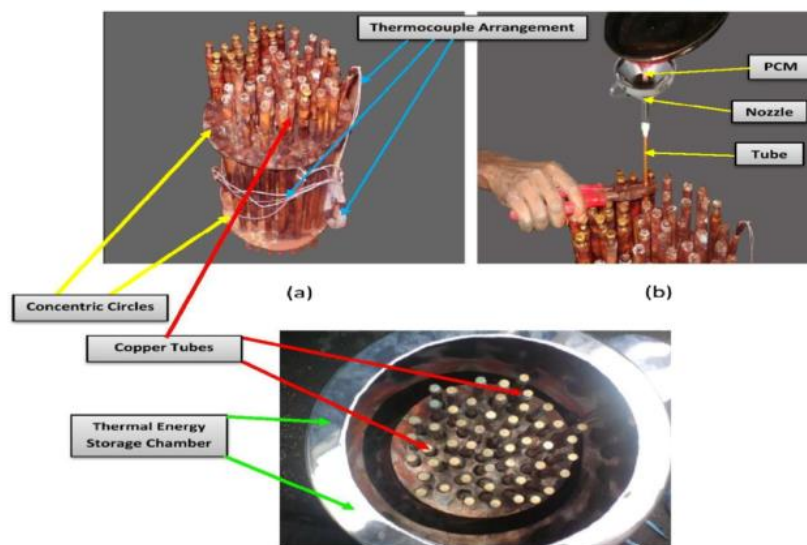 Thermocouple Arrangement
PCM
Nozzle
Tube
(a)
(b)
Concentric Circles
Copper Tubes
Thermal Energy
Storage Chamber